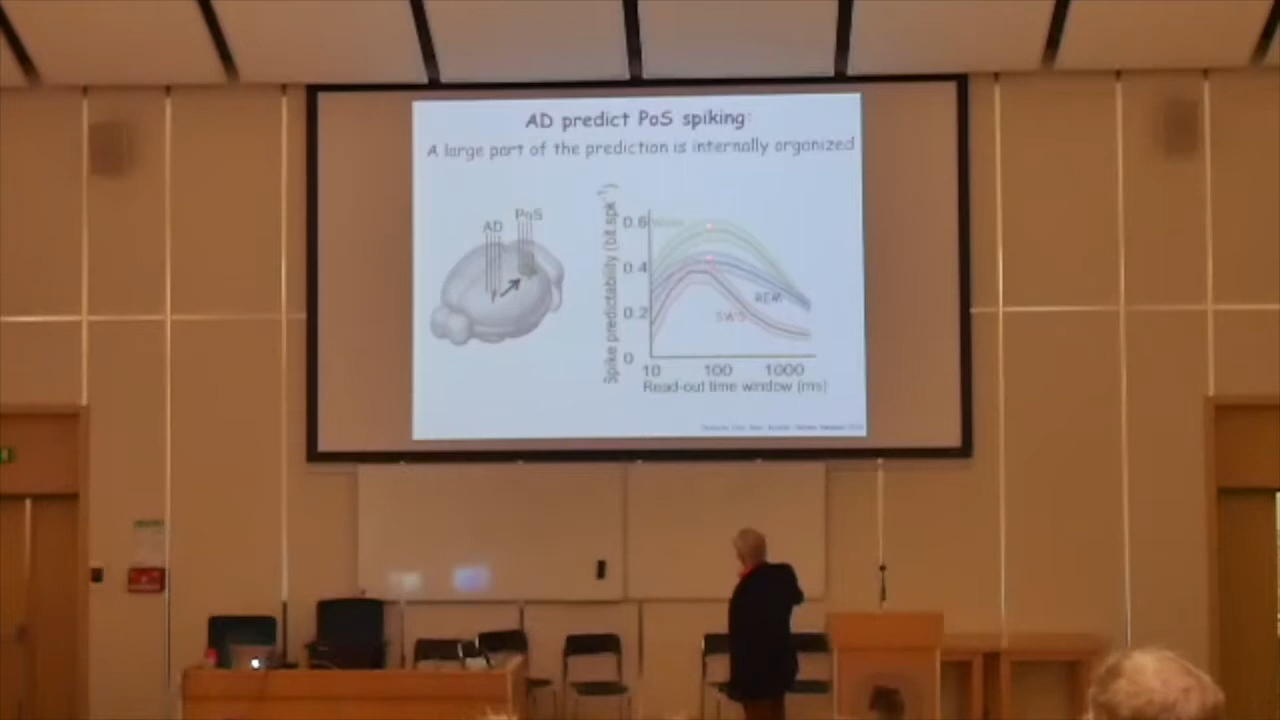 AD predict PoS spiking:
A large part of the prediction is internally organized
AD
PoS
Spike predictability (bit.spk⁻¹)
0.6
0.4
0.2
0
REM
SWS
10
100
1000
Read-out time window (ms)